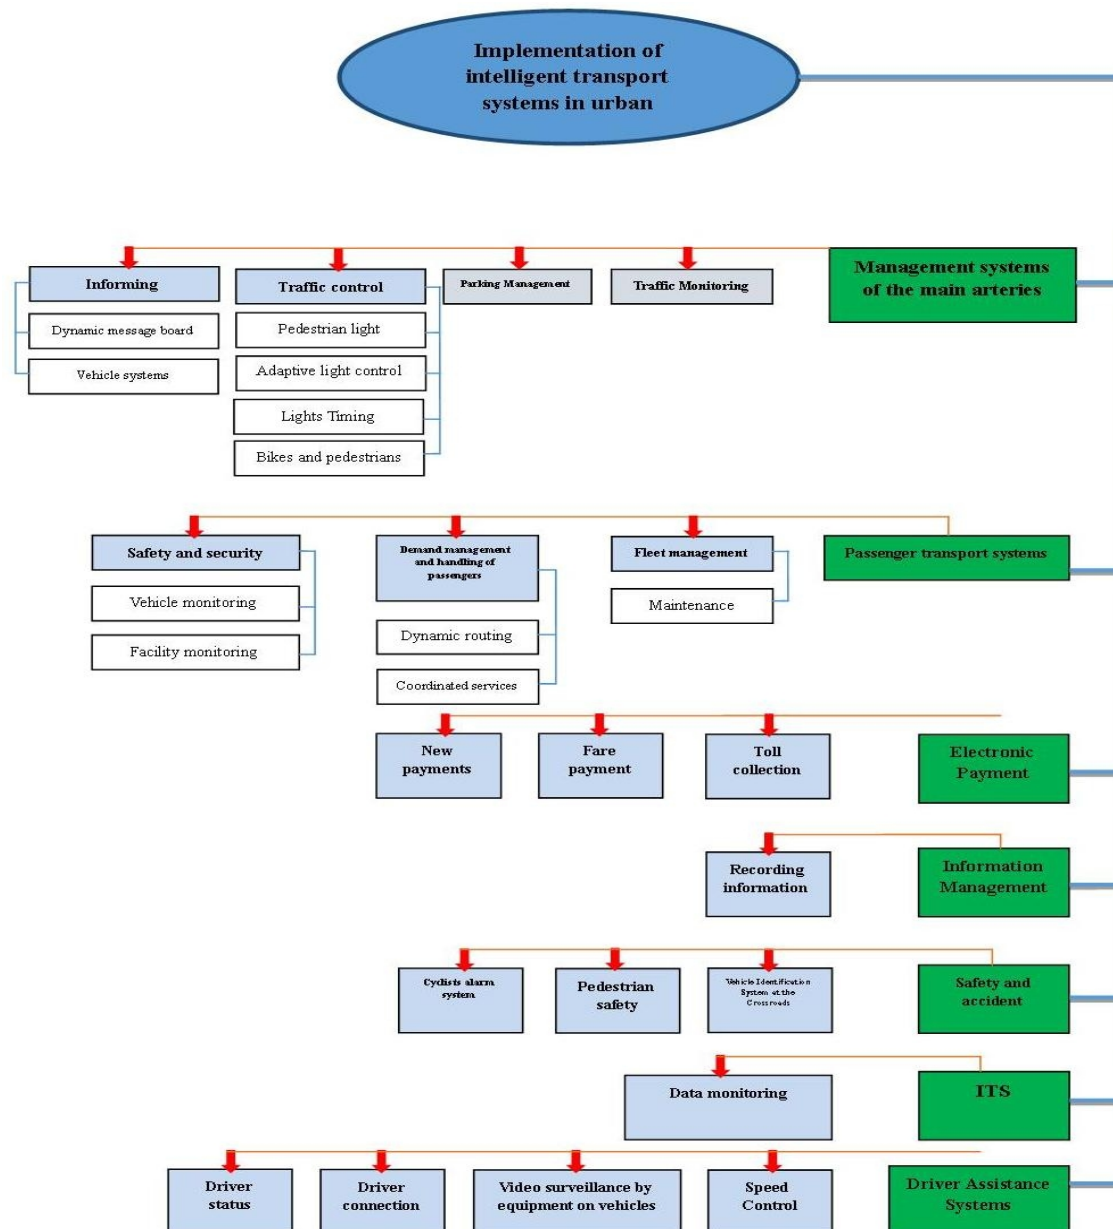 Implementation of
intelligent transport
systems in urban
Management systems
of the main arteries
Informing
Traffic control
Parking Management
Traffic Monitoring
Dynamic message board
Vehicle systems
Pedestrian light
Adaptive light control
Lights Timing
Bikes and pedestrians
Safety and security
Demand management
and handling of
passengers
Fleet management
Passenger transport systems
Vehicle monitoring
Facility monitoring
Dynamic routing
Coordinated services
Maintenance
New
payments
Fare
payment
Toll
collection
Electronic
Payment
Recording
information
Information
Management
Cyclists alarm
system
Pedestrian
safety
Vehicle Identification
System at the
Crossroads
Safety and
accident
Data monitoring
ITS
Driver
status
Driver
connection
Video surveillance by
equipment on vehicles
Speed
Control
Driver Assistance
Systems